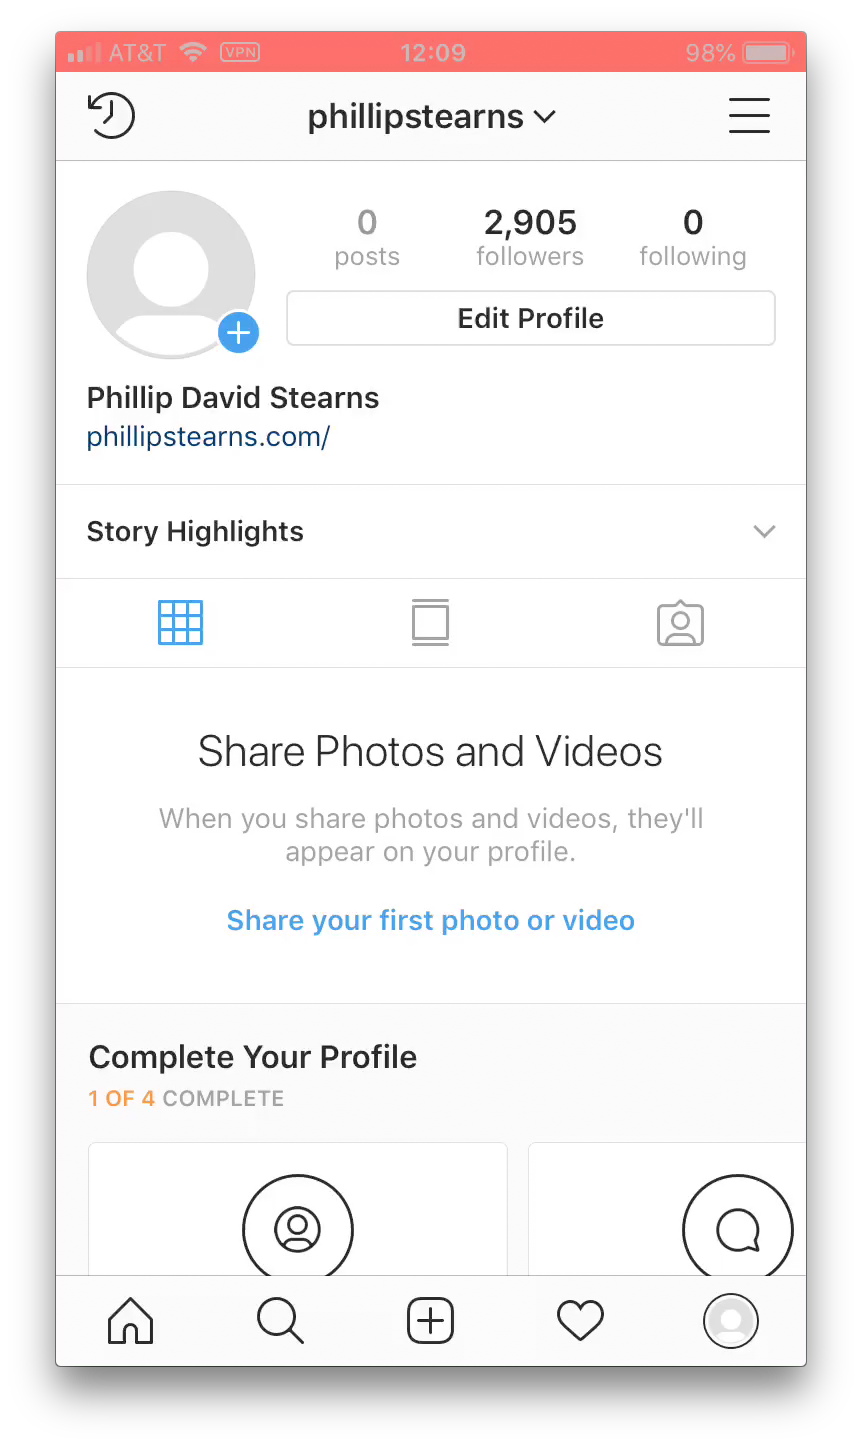 AT&T VPN 12:09 98%
phillipstearns
0 2,905 0
posts followers following
Edit Profile
Phillip David Stearns
phillipstearns.com/
Story Highlights
Share Photos and Videos
When you share photos and videos, they'll
appear on your profile.
Share your first photo or video
Complete Your Profile
1 OF 4 COMPLETE